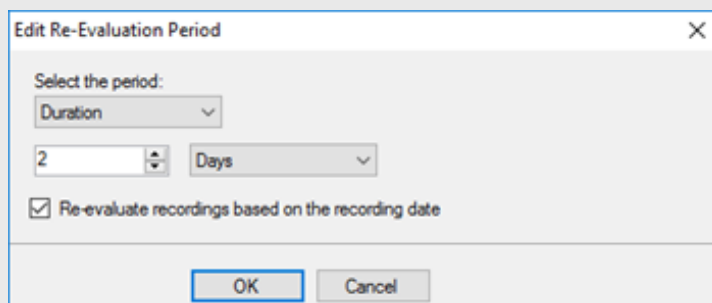 Edit Re-Evaluation Period
Select the period:
Duration
2 Days
Re-evaluate recordings based on the recording date
OK Cancel